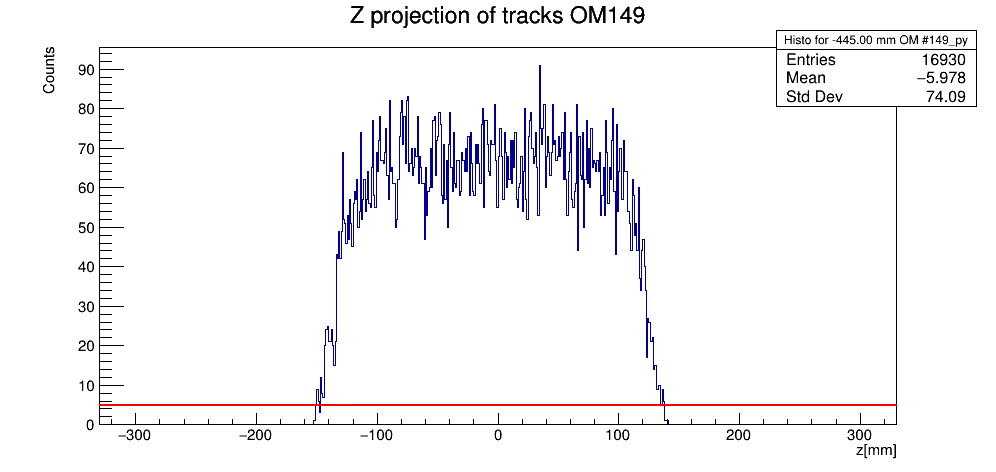 Z projection of tracks OM149
Histo for -445.00 mm OM #149_py
Entries 16930
Mean −5.978
Std Dev 74.09
Counts
90
80
70
60
50
40
30
20
10
0
−300 −200 −100 0 100 200 300
z[mm]